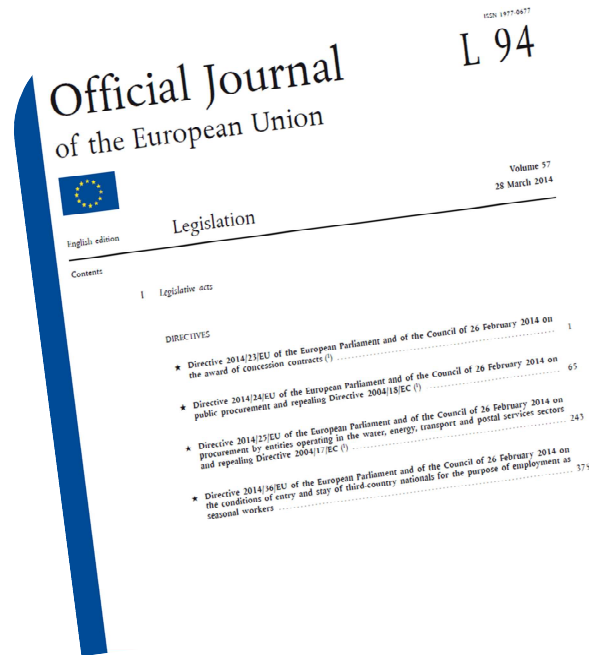 ISSN 1977-0677
L 94
Official Journal
of the European Union
Volume 57
28 March 2014
English edition
Legislation
Contents
I Legislative acts
DIRECTIVES
★ Directive 2014/23/EU of the European Parliament and of the Council of 26 February 2014 on
the award of concession contracts (¹) 1
★ Directive 2014/24/EU of the European Parliament and of the Council of 26 February 2014 on
public procurement and repealing Directive 2004/18/EC (¹) 65
★ Directive 2014/25/EU of the European Parliament and of the Council of 26 February 2014 on
procurement by entities operating in the water, energy, transport and postal services sectors
and repealing Directive 2004/17/EC (¹) 243
★ Directive 2014/36/EU of the European Parliament and of the Council of 26 February 2014 on
the conditions of entry and stay of third-country nationals for the purpose of employment as
seasonal workers 375